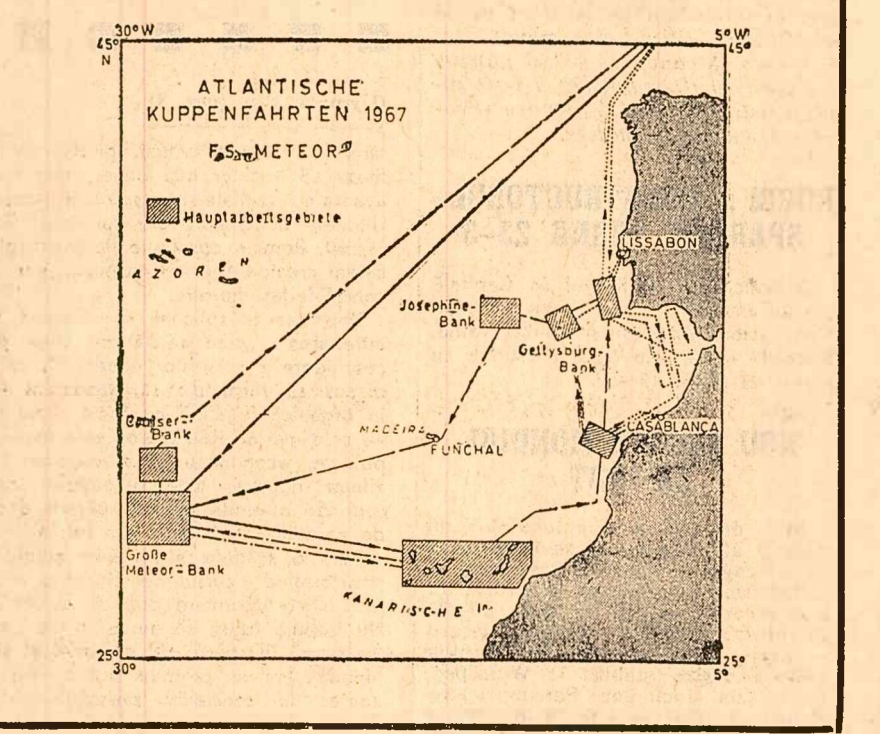 30° W
5° W
45°
45°
N
ATLANTISCHE
KUPPENFAHRTEN 1967
F.S. METEOR
Hauptarbeitsgebiete
AZOREN
LISSABON
Josephine-
Bank
Gettysburg-
Bank
CASABLANCA
MADEIRA
FUNCHAL
Bank
Große
Meteor-Bank
KANARISCHE
25°
25°
30°
5°